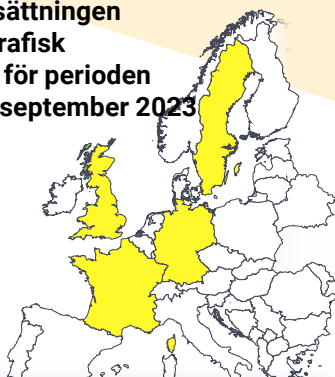 sättningen
rafisk
för perioden
september 2023